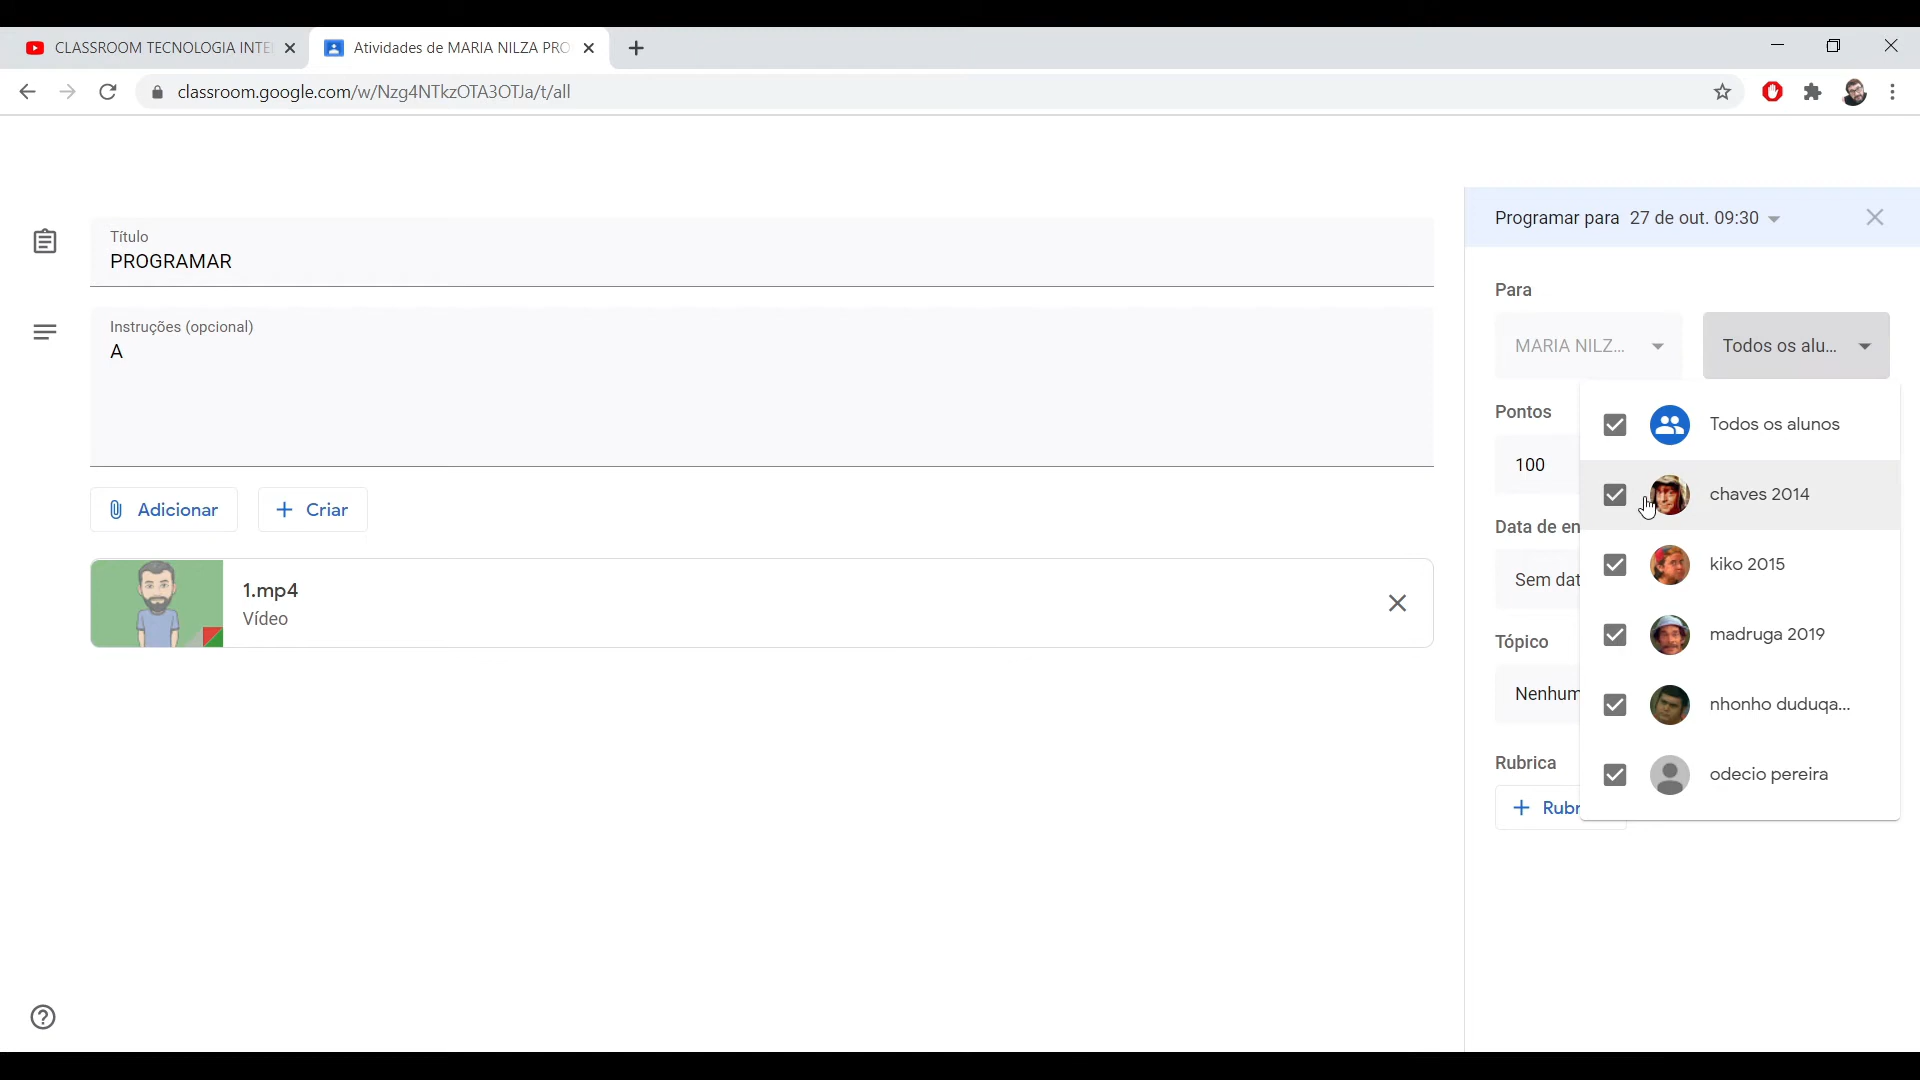 CLASSROOM TECNOLOGIA INTE
Atividades de MARIA NILZA PRO
classroom.google.com/w/Nzg4NTkzOTA3OTJa/t/all
Programar para 27 de out. 09:30
Título
PROGRAMAR
Para
Instruções (opcional)
A
MARIA NILZ...
Todos os alu...
Pontos
100
Todos os alunos
chaves 2014
Adicionar
Criar
Data de en
kiko 2015
Sem dat
1.mp4
Vídeo
Tópico
madruga 2019
Nenhum
nhonho duduqa...
Rubrica
odecio pereira
Rubr